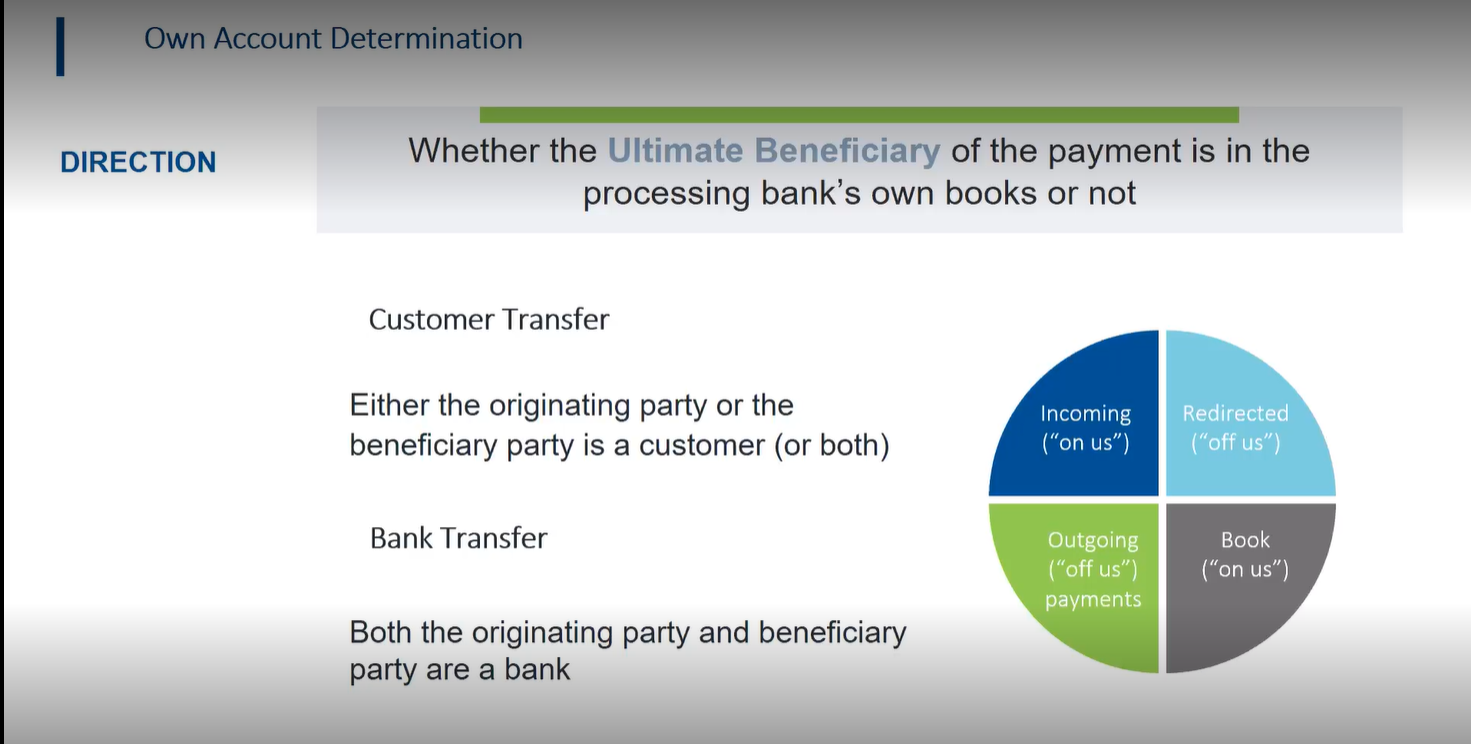 Own Account Determination
DIRECTION
Whether the Ultimate Beneficiary of the payment is in the
processing bank’s own books or not
Customer Transfer
Either the originating party or the
beneficiary party is a customer (or both)
Bank Transfer
Both the originating party and beneficiary
party are a bank
Incoming
(“on us”)
Redirected
(“off us”)
Outgoing
(“off us”)
payments
Book
(“on us”)